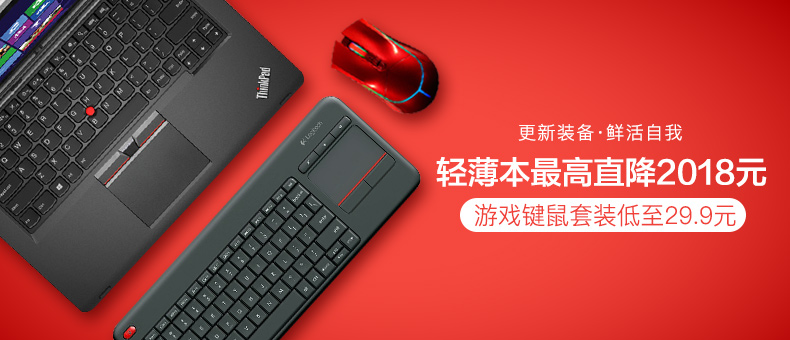 ThinkPad
Logitech
更新装备·鲜活自我
轻薄本最高直降2018元
游戏键鼠套装低至29.9元